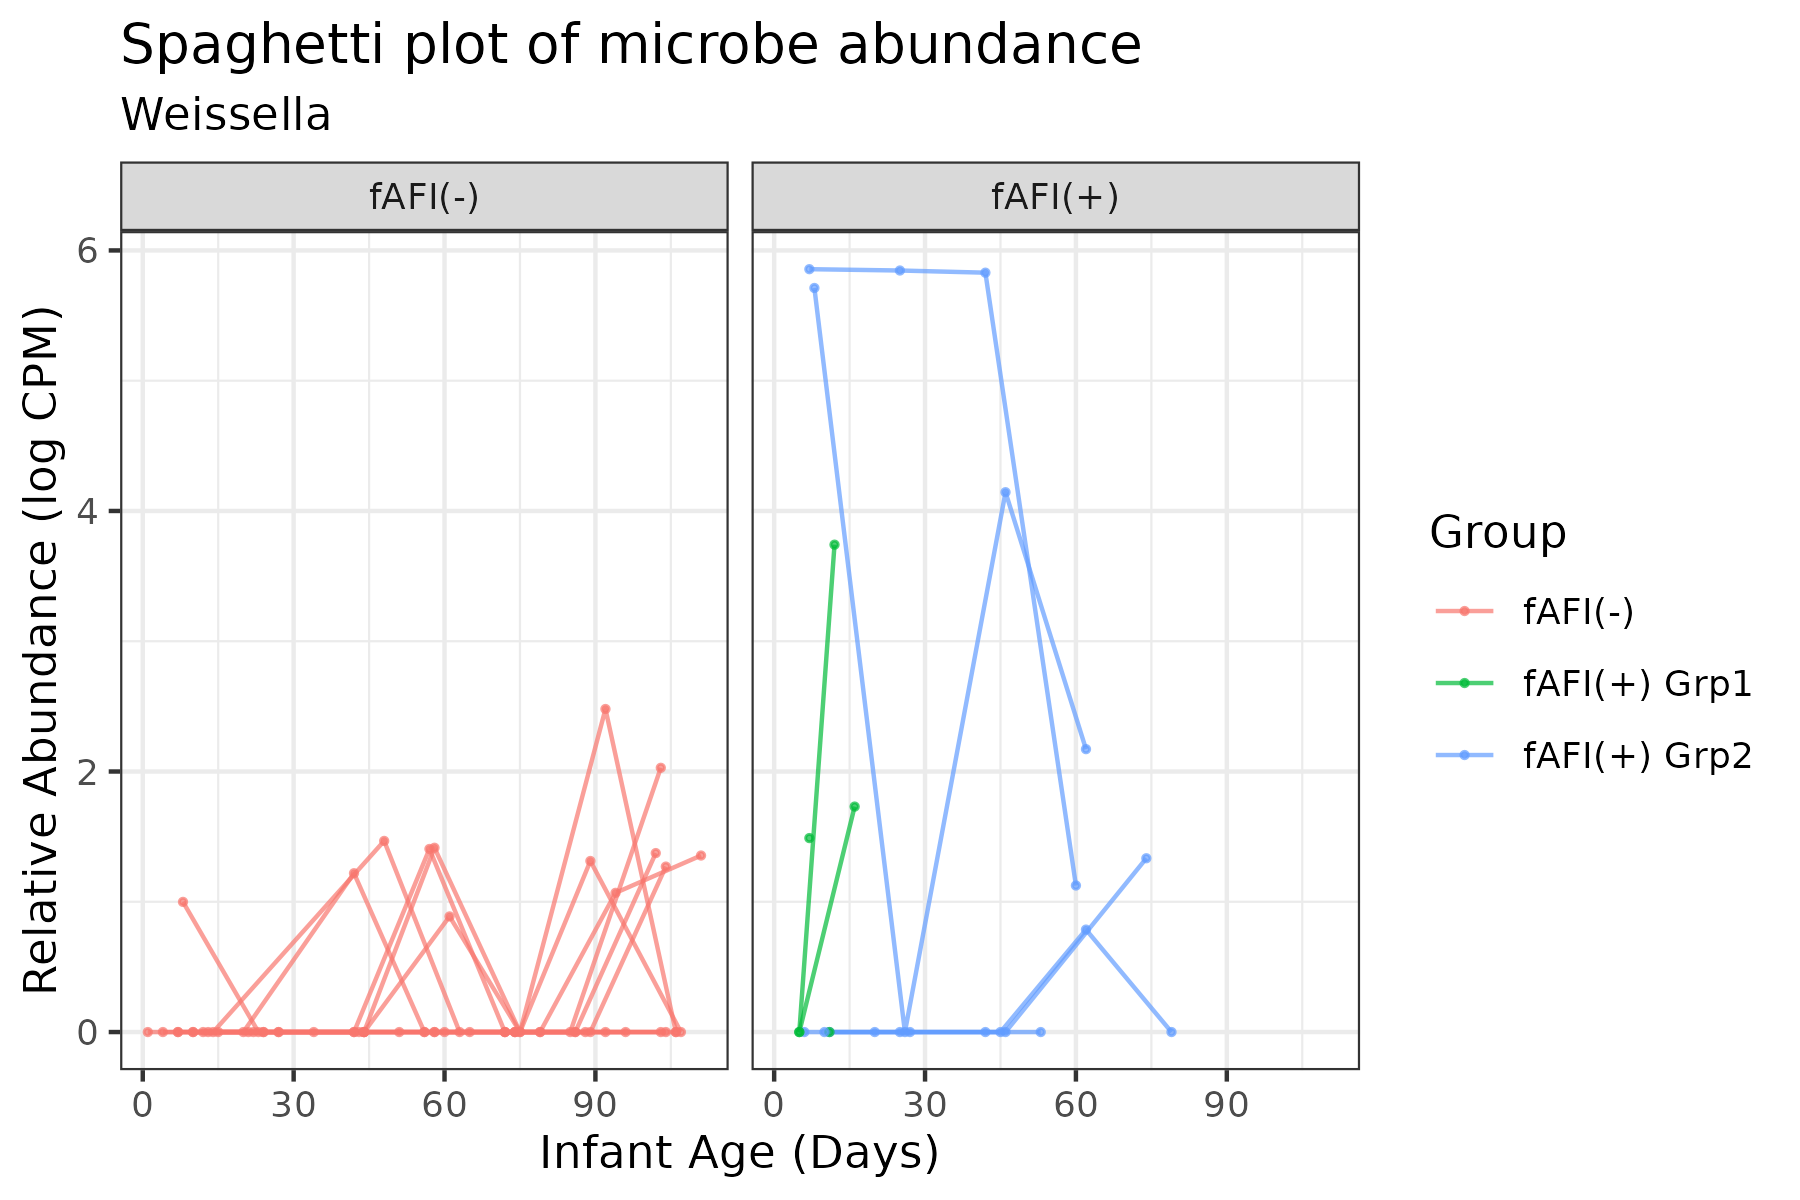 Spaghetti plot of microbe abundance
Weissella
fAFI(-) fAFI(+)
6
4
2
0
Relative Abundance (log CPM)
0 30 60 90 0 30 60 90
Infant Age (Days)
Group
fAFI(-)
fAFI(+) Grp1
fAFI(+) Grp2